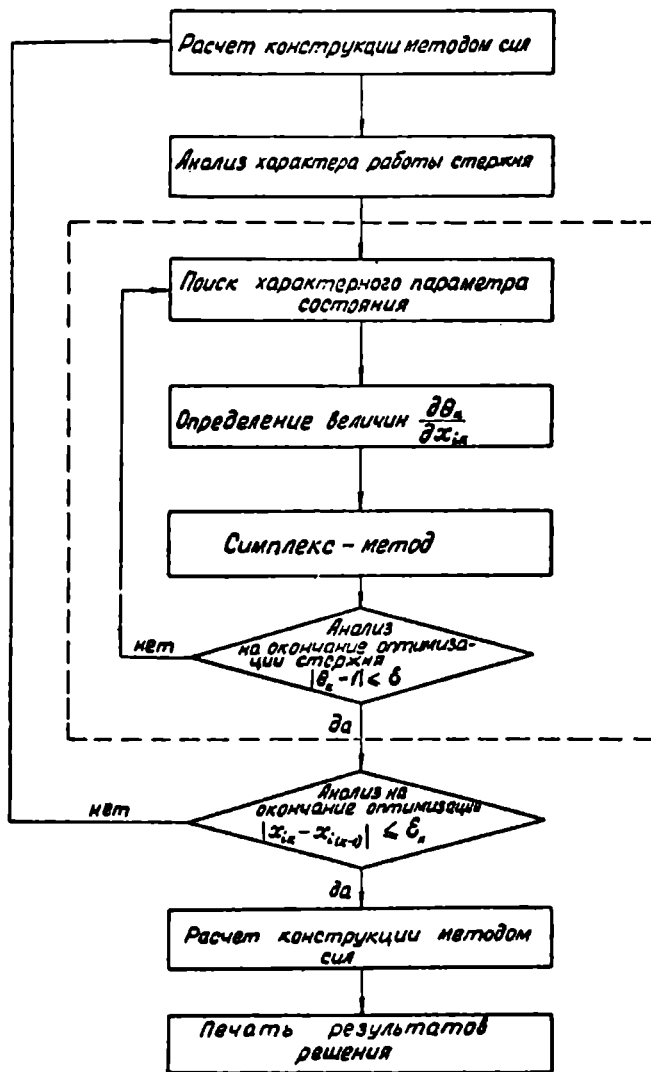 Расчет конструкции методом сил
Анализ характера работы стержня
Поиск характерного параметра
состояния
Определение величин ∂θₖ/∂xᵢₖ
Симплекс – метод
Анализ
на окончание оптимиза-
ции стержня
|θₖ – 1| ≤ δ
нет
да
Анализ на
окончание оптимизации
|xᵢₖ – xᵢ₍ₖ₋₁₎| ≤ Ɛₖ
нет
да
Расчет конструкции методом
сил
Печать результатов
решения